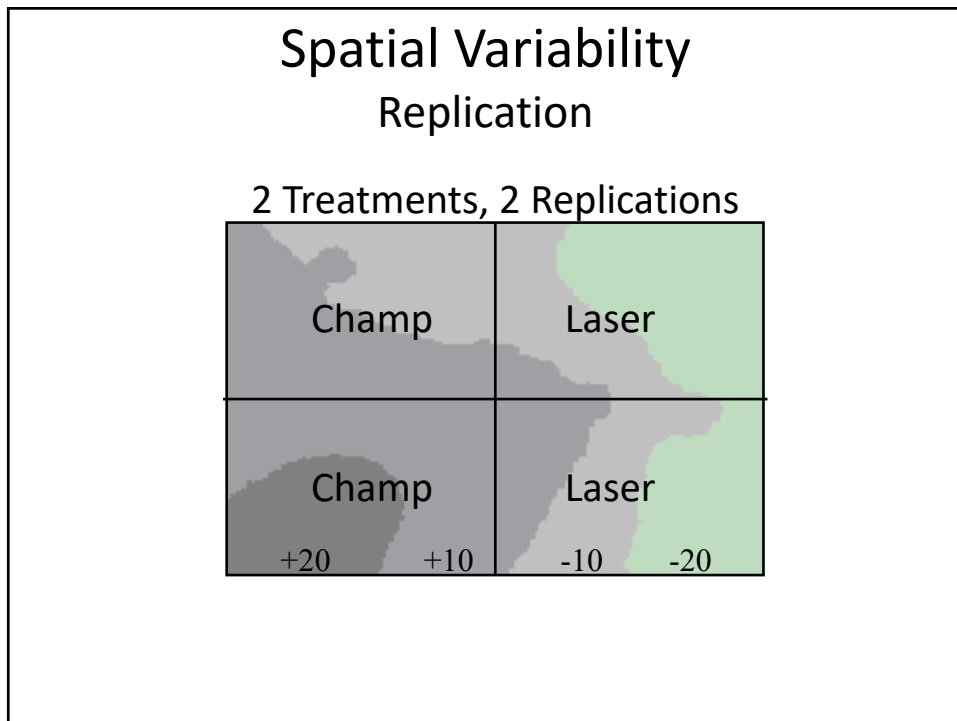 Spatial Variability
Replication
2 Treatments, 2 Replications
Champ Laser
Champ Laser
+20 +10 -10 -20